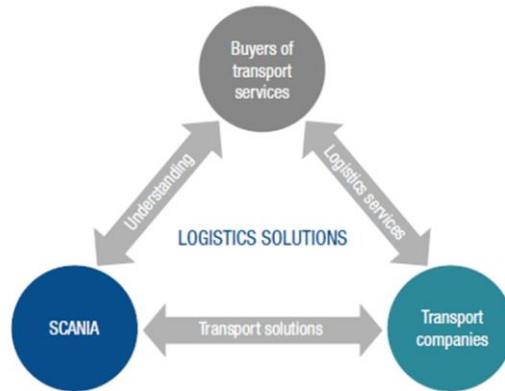 Buyers of
transport
services
Understanding
Logistics services
LOGISTICS SOLUTIONS
SCANIA
Transport solutions
Transport
companies